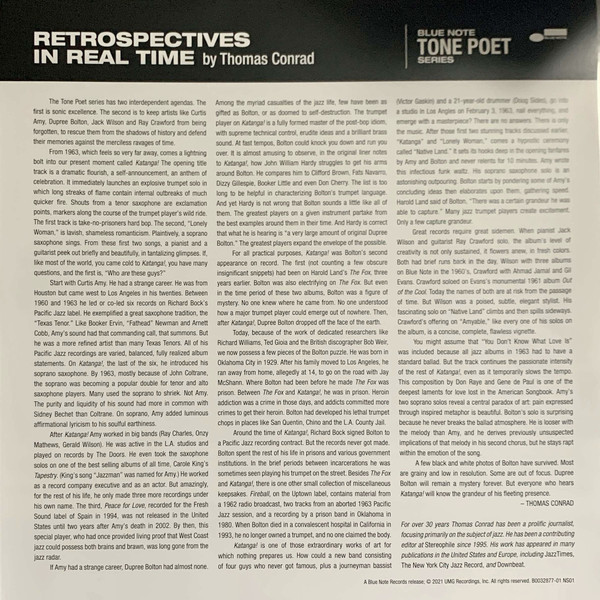 RETROSPECTIVES
IN REAL TIME by Thomas Conrad
BLUE NOTE
TONE POET
SERIES
The Tone Poet series has two interdependent agendas. The
first is sonic excellence. The second is to keep artists like Curtis
Amy, Dupree Bolton, Jack Wilson and Ray Crawford from being
forgotten, to rescue them from the shadows of history and defend
their memories against the merciless ravages of time.
From 1963, which feels so very far away, comes a lightning
bolt into our present moment called Katanga! The opening title
track is a dramatic flourish, a self-announcement, an anthem of
celebration. It immediately launches an explosive trumpet solo in
which long streaks of flame contain internal outbreaks of much
quicker fire. Shouts from a tenor saxophone are exclamation
points, markers along the course of the trumpet player's wild ride.
The first track is take-no-prisoners hard bop. The second, "Lonely
Woman," is lavish, shameless romanticism. Plaintively, a soprano
saxophone sings. From these first two songs, a pianist and a
guitarist peek out briefly and beautifully, in tantalizing glimpses. If,
like most of the world, you came cold to Katanga!, you have many
questions, and the first is, "Who are these guys?"
Start with Curtis Amy. He had a strange career. He was from
Houston but came west to Los Angeles in his twenties. Between
1960 and 1963 he led or co-led six records on Richard Bock's
Pacific Jazz label. He exemplified a great saxophone tradition, the
"Texas Tenor." Like Booker Ervin, "Fathead" Newman and Arnett
Cobb, Amy's sound had that commanding call, that summons. But
he was a more refined artist than many Texas Tenors. All of his
Pacific Jazz recordings are varied, balanced, fully realized album
statements. On Katanga!, the last of the six, he introduced his
soprano saxophone. By 1963, mostly because of John Coltrane,
the soprano was becoming a popular double for tenor and alto
saxophone players. Many used the soprano to shriek. Not Amy.
The purity and liquidity of his sound had more in common with
Sidney Bechet than Coltrane. On soprano, Amy added luminous
affirmational lyricism to his soulful earthiness.
After Katanga! Amy worked in big bands (Ray Charles, Onzy
Matthews, Gerald Wilson). He was active in the L.A. studios and
played on records by The Doors. He even took the saxophone
solos on one of the best selling albums of all time, Carole King's
Tapestry. (King's song "Jazzman" was named for Amy.) He worked
as a record company executive and as an actor. But amazingly,
for the rest of his life, he only made three more recordings under
his own name. The third, Peace for Love, recorded for the Fresh
Sound label of Spain in 1994, was not released in the United
States until two years after Amy's death in 2002. By then, this
special player, who had once provided living proof that West Coast
jazz could possess both brains and brawn, was long gone from the
jazz radar.
If Amy had a strange career, Dupree Bolton had almost none.
Among the myriad casualties of the jazz life, few have been as
gifted as Bolton, or as doomed to self-destruction. The trumpet
player on Katanga! is a fully formed master of the post-bop idiom,
with supreme technical control, erudite ideas and a brilliant brass
sound. At fast tempos, Bolton could knock you down and run you
over. It is almost amusing to observe, in the original liner notes
to Katanga!, how John William Hardy struggles to get his arms
around Bolton. He compares him to Clifford Brown, Fats Navarro,
Dizzy Gillespie, Booker Little and even Don Cherry. The list is too
long to be helpful in characterizing Bolton's trumpet language.
And yet Hardy is not wrong that Bolton sounds a little like all of
them. The greatest players on a given instrument partake from
the best examples around them in their time. And Hardy is correct
that what he is hearing is "a very large amount of original Dupree
Bolton." The greatest players expand the envelope of the possible.
For all practical purposes, Katanga! was Bolton's second
appearance on record. The first (not counting a few obscure
insignificant snippets) had been on Harold Land's The Fox, three
years earlier. Bolton was also electrifying on The Fox. But even
in the time period of these two albums, Bolton was a figure of
mystery. No one knew where he came from. No one understood
how a major trumpet player could emerge out of nowhere. Then,
after Katanga!, Dupree Bolton dropped off the face of the earth.
Today, because of the work of dedicated researchers like
Richard Williams, Ted Gioia and the British discographer Bob Weir,
we now possess a few pieces of the Bolton puzzle. He was born in
Oklahoma City in 1929. After his family moved to Los Angeles, he
ran away from home, allegedly at 14, to go on the road with Jay
McShann. Where Bolton had been before he made The Fox was
prison. Between The Fox and Katanga!, he was in prison. Heroin
addiction was a crime in those days, and addicts committed more
crimes to get their heroin. Bolton had developed his lethal trumpet
chops in places like San Quentin, Chino and the L.A. County Jail.
Around the time of Katanga!, Richard Bock signed Bolton to
a Pacific Jazz recording contract. But the records never got made.
Bolton spent the rest of his life in prisons and various government
institutions. In the brief periods between incarcerations he was
sometimes seen playing his trumpet on the street. Besides The Fox
and Katanga!, there is one other small collection of miscellaneous
keepsakes. Fireball, on the Uptown label, contains material from
a 1962 radio broadcast, two tracks from an aborted 1963 Pacific
Jazz session, and a recording by a prison band in Oklahoma in
1980. When Bolton died in a convalescent hospital in California in
1993, he no longer owned a trumpet, and no one claimed the body.
Katanga! is one of those extraordinary works of art for
which nothing prepares us. How could a new band consisting
of four guys who never got famous, plus a journeyman bassist
(Victor Gaskin) and a 21-year-old drummer (Doug Sides), go into
a studio in Los Angles on February 3, 1963, nail everything, and
emerge with a masterpiece? There are no answers. There is only
the music. After those first two stunning tracks discussed earlier,
"Katanga" and "Lonely Woman," comes a hypnotic ceremony
called "Native Land." It sets its hooks deep in the opening fanfares
by Amy and Bolton and never relents for 10 minutes. Amy wrote
this infectious funk waltz. His soprano saxophone solo is an
astonishing outpouring. Bolton starts by pondering some of Amy's
concluding ideas then elaborates upon them, gathering speed.
Harold Land said of Bolton, "There was a certain grandeur he was
able to capture." Many jazz trumpet players create excitement.
Only a few capture grandeur.
Great records require great sidemen. When pianist Jack
Wilson and guitarist Ray Crawford solo, the album's level of
creativity is not only sustained, it flowers anew, in fresh colors.
Both had brief runs back in the day, Wilson with three albums
on Blue Note in the 1960's, Crawford with Ahmad Jamal and Gil
Evans. Crawford soloed on Evans's monumental 1961 album Out
of the Cool. Today the names of both are at risk from the passage
of time. But Wilson was a poised, subtle, elegant stylist. His
fascinating solo on "Native Land" climbs and then spills sideways.
Crawford's offering on "Amyable," like every one of his solos on
the album, is a concise, complete, flawless vignette.
You might assume that "You Don't Know What Love Is"
was included because all jazz albums in 1963 had to have a
standard ballad. But the track continues the passionate intensity
of the rest of Katanga!, even as it temporarily slows the tempo.
This composition by Don Raye and Gene de Paul is one of the
deepest laments for love lost in the American Songbook. Amy's
two soprano solos reveal a central paradox of art: pain expressed
through inspired metaphor is beautiful. Bolton's solo is surprising
because he never breaks the ballad atmosphere. He is looser with
the melody than Amy, and he derives previously unsuspected
implications of that melody in his second chorus, but he stays rapt
within the emotion of the song.
A few black and white photos of Bolton have survived. Most
are grainy and low in resolution. Some are out of focus. Dupree
Bolton will remain a mystery forever. But everyone who hears
Katanga! will know the grandeur of his fleeting presence.
— THOMAS CONRAD
For over 30 years Thomas Conrad has been a prolific journalist,
focusing primarily on the subject of jazz. He has been a contributing
editor at Stereophile since 1995. His work has appeared in many
publications in the United States and Europe, including JazzTimes,
The New York City Jazz Record, and Downbeat.
A Blue Note Records release; © 2021 UMG Recordings, Inc. All rights reserved. B0032877-01 NS01